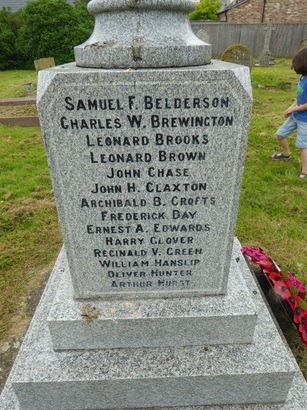 SAMUEL F. BELDERSON
CHARLES W. BREWINGTON
LEONARD BROOKS
LEONARD BROWN
JOHN CHASE
JOHN H. CLAXTON
ARCHIBALD B. CROFTS
FREDERICK DAY
ERNEST A. EDWARDS
HARRY GLOVER
REGINALD V. GREEN
WILLIAM HANSLIP
OLIVER HUNTER
ARTHUR HURST